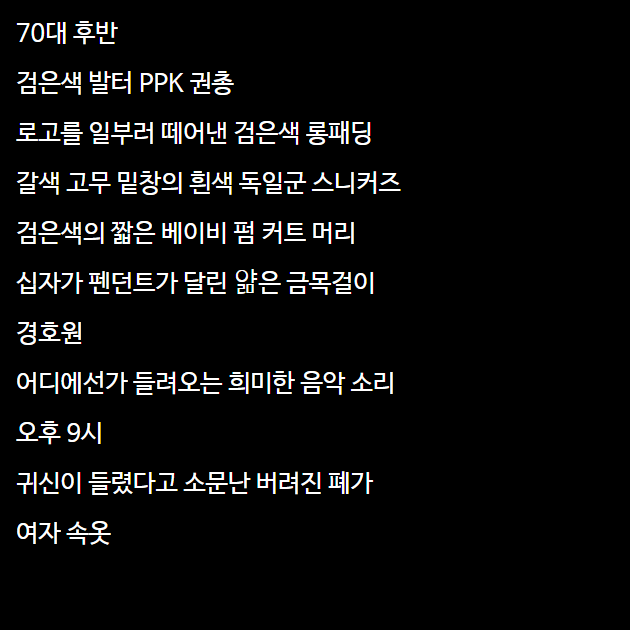 70대 후반
검은색 발터 PPK 권총
로고를 일부러 떼어낸 검은색 롱패딩
갈색 고무 밑창의 흰색 독일군 스니커즈
검은색의 짧은 베이비 펌 커트 머리
십자가 펜던트가 달린 얇은 금목걸이
경호원
어디에선가 들려오는 희미한 음악 소리
오후 9시
귀신이 들렸다고 소문난 버려진 폐가
여자 속옷